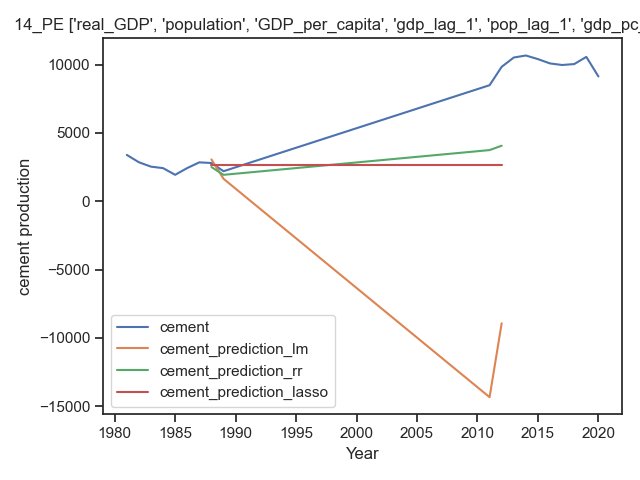 14_PE ['real_GDP', 'population', 'GDP_per_capita', 'gdp_lag_1', 'pop_lag_1', 'gdp_pc_
10000
5000
0
−5000
−10000
−15000
cement production
cement
cement_prediction_lm
cement_prediction_rr
cement_prediction_lasso
1980 1985 1990 1995 2000 2005 2010 2015 2020
Year